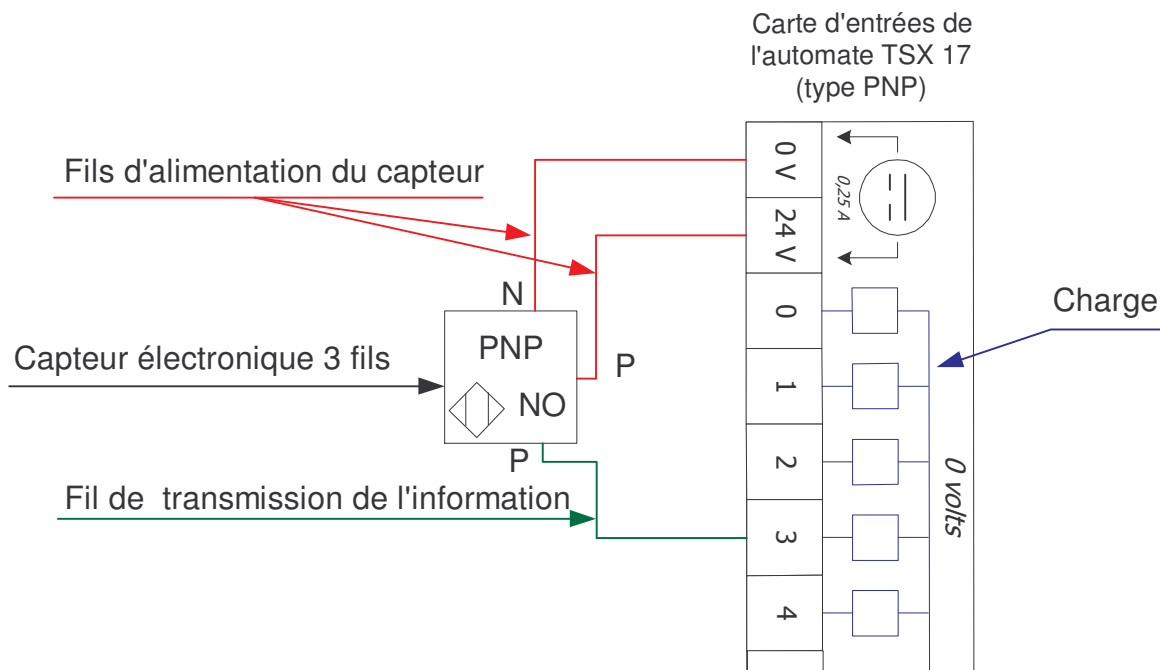 Carte d'entrées de
l'automate TSX 17
(type PNP)
Fils d'alimentation du capteur
0 V
0,25 A
24 V
N
0
Charge
PNP
Capteur électronique 3 fils
P
NO
1
P
2
0 volts
Fil de transmission de l'information
3
4